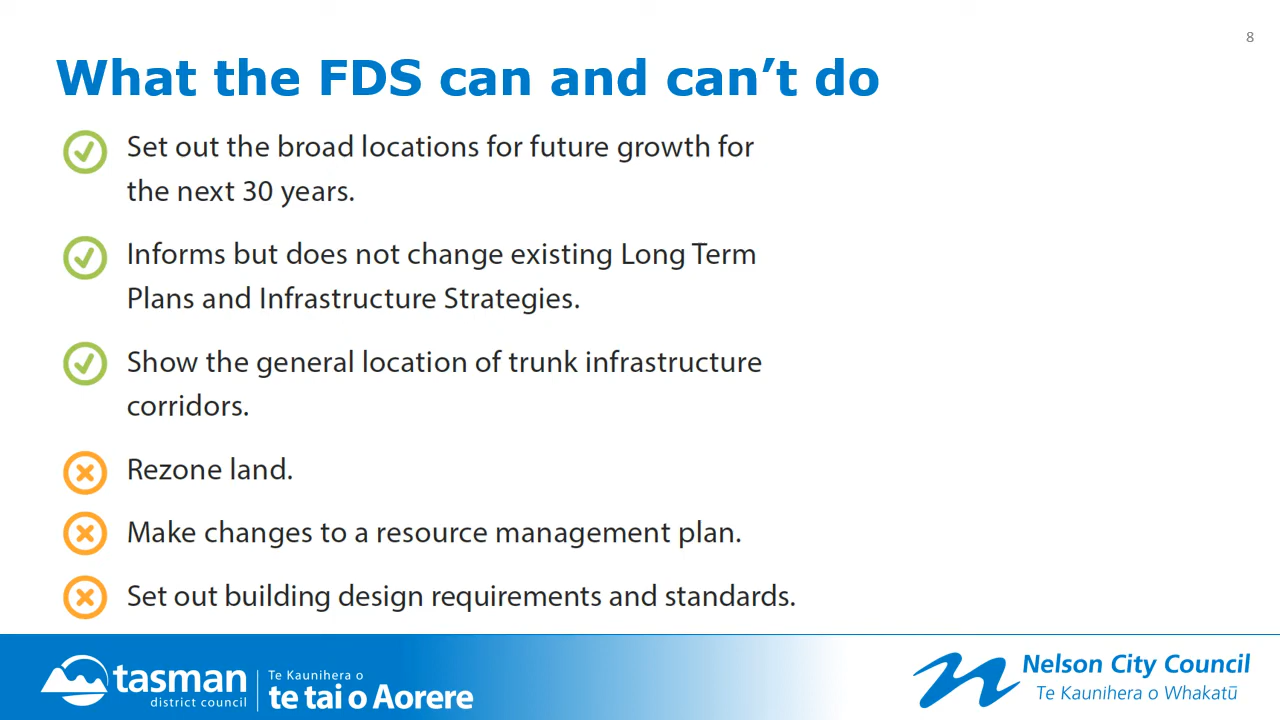 8
What the FDS can and can’t do
Set out the broad locations for future growth for
the next 30 years.
Informs but does not change existing Long Term
Plans and Infrastructure Strategies.
Show the general location of trunk infrastructure
corridors.
Rezone land.
Make changes to a resource management plan.
Set out building design requirements and standards.
tasman
district council
Te Kaunihera o
te tai o Aorere
Nelson City Council
Te Kaunihera o Whakatū